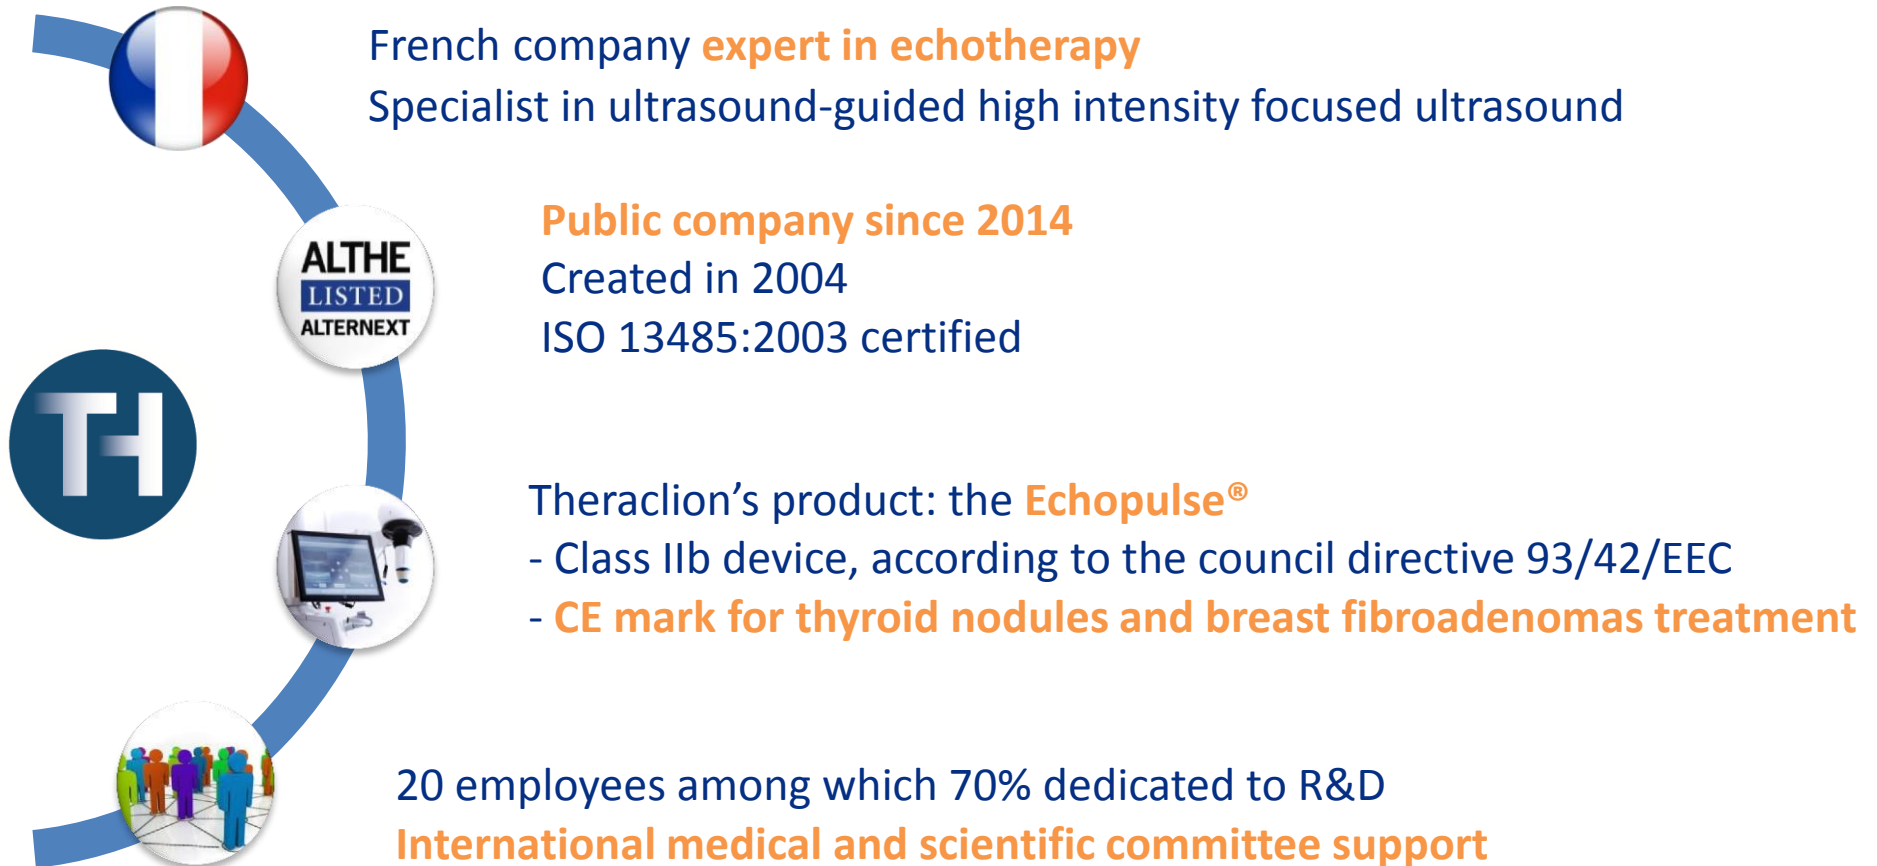 French company expert in echotherapy
Specialist in ultrasound-guided high intensity focused ultrasound
ALTHE
LISTED
ALTERNEXT
Public company since 2014
Created in 2004
ISO 13485:2003 certified
TH
Theraclion’s product: the Echopulse®
- Class IIb device, according to the council directive 93/42/EEC
- CE mark for thyroid nodules and breast fibroadenomas treatment
20 employees among which 70% dedicated to R&D
International medical and scientific committee support